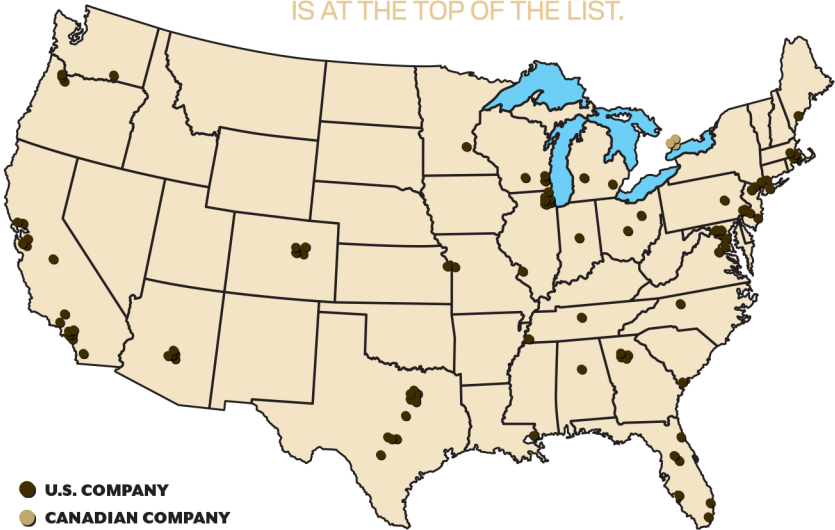 IS AT THE TOP OF THE LIST.
U.S. COMPANY
CANADIAN COMPANY